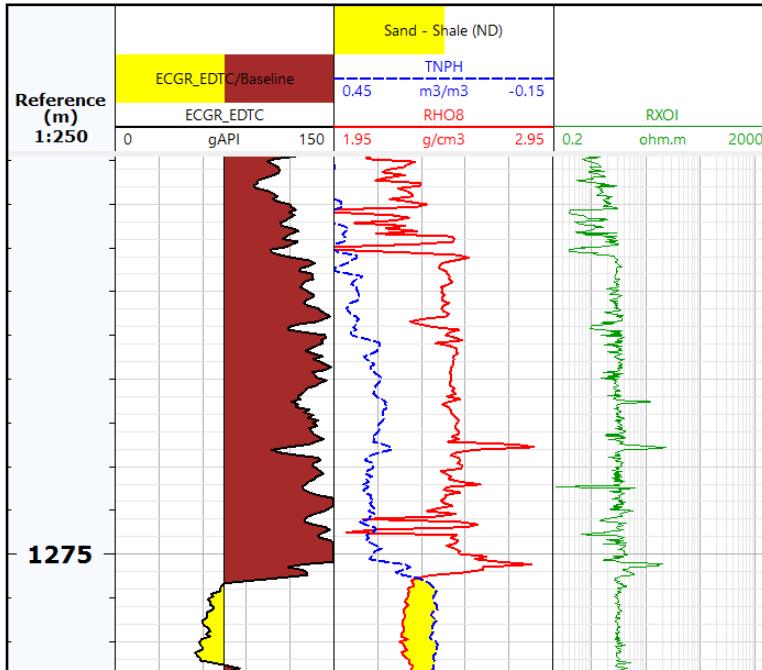 Sand - Shale (ND)
ECGR_EDTC/Baseline
TNPH
0.45 m3/m3 -0.15
Reference
(m)
1:250
ECGR_EDTC
0 gAPI 150
RHO8
1.95 g/cm3 2.95
RXOI
0.2 ohm.m 2000
1275